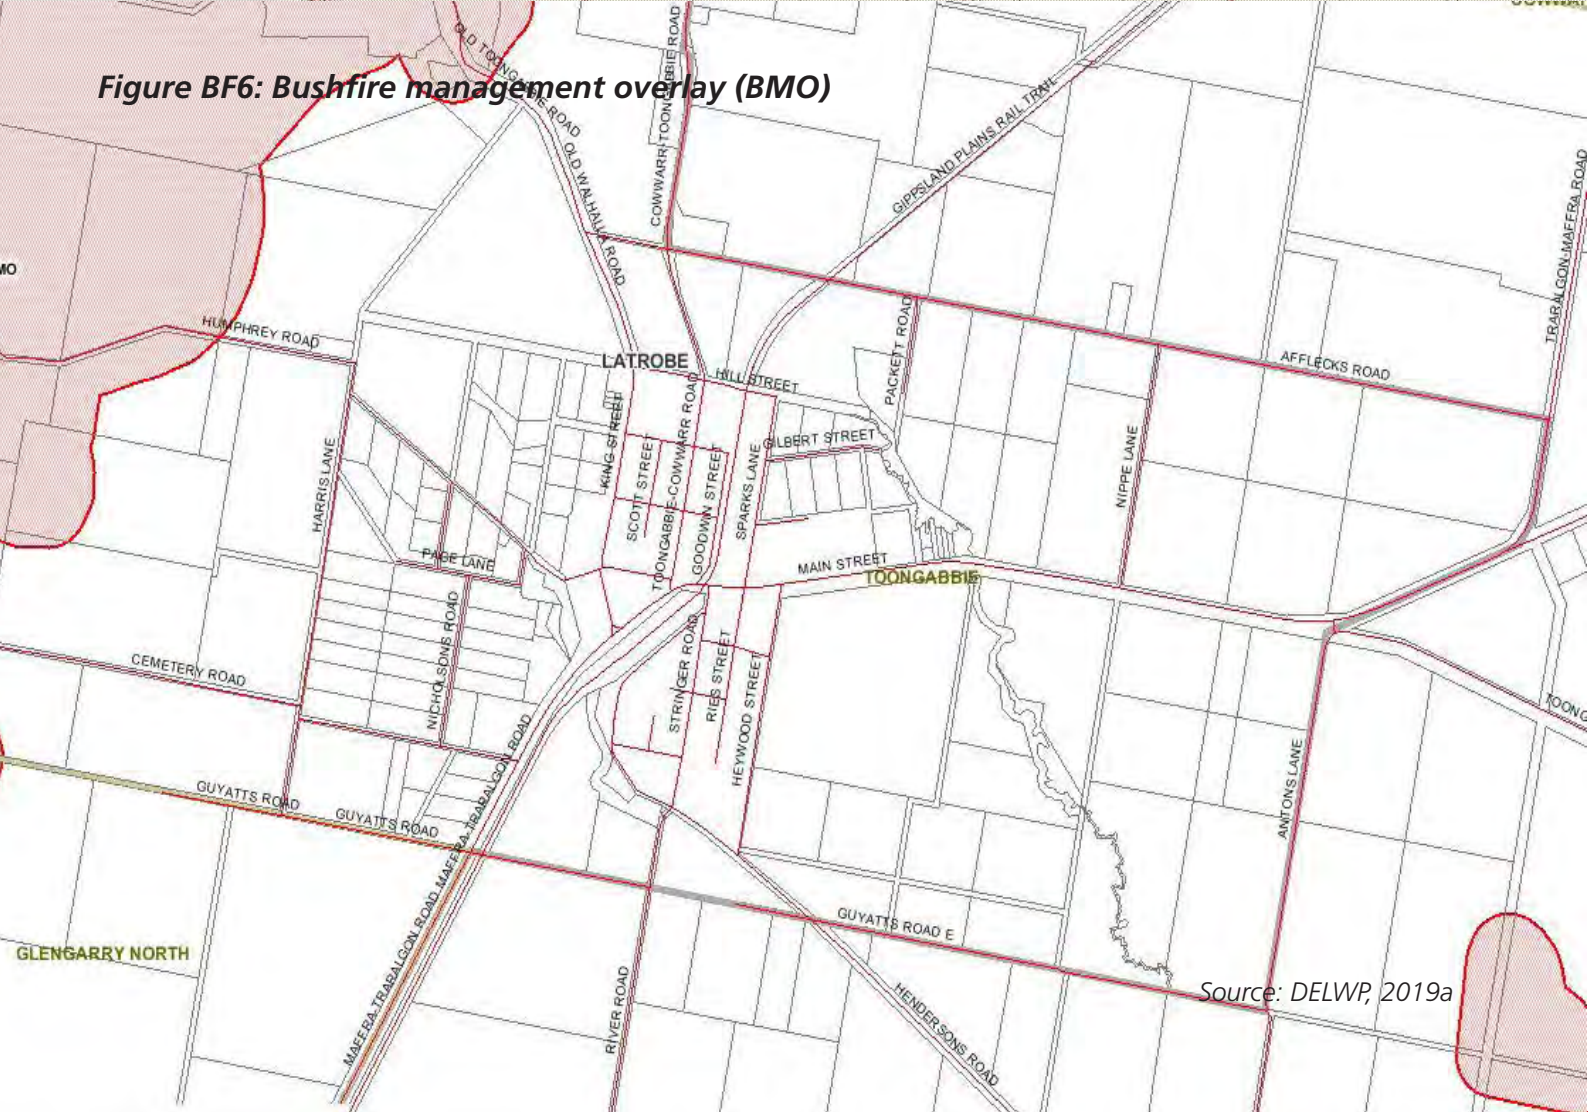 OLD TOONGABBIE ROAD
Figure BF6: Bushfire management overlay (BMO)
COWWARR-TOONGABBIE ROAD
GIPPSLAND PLAINS RAIL TRAIL
OLD WALHALLA ROAD
TRARALGON-MAFFRA ROAD
MO
HUMPHREY ROAD
LATROBE
HILL STREET
PACKETT ROAD
AFFLECKS ROAD
KING STREET
SCOTT STREET
TOONGABBIE-COWWARR ROAD
GOODWIN STREET
SPARKS LANE
GILBERT STREET
HARRIS LANE
NIPPE LANE
PAGE LANE
MAIN STREET
TOONGABBIE
NICHOLSONS ROAD
CEMETERY ROAD
STRINGER ROAD
RIES STREET
HEYWOOD STREET
TOONG
ANTONS LANE
GUYATTS ROAD
GUYATTS ROAD
MAFFRA-TRARALGON ROAD
MAFFRA-TRARALGON ROAD
GUYATTS ROAD E
GLENGARRY NORTH
RIVER ROAD
HENDERSONS ROAD
Source: DELWP, 2019a